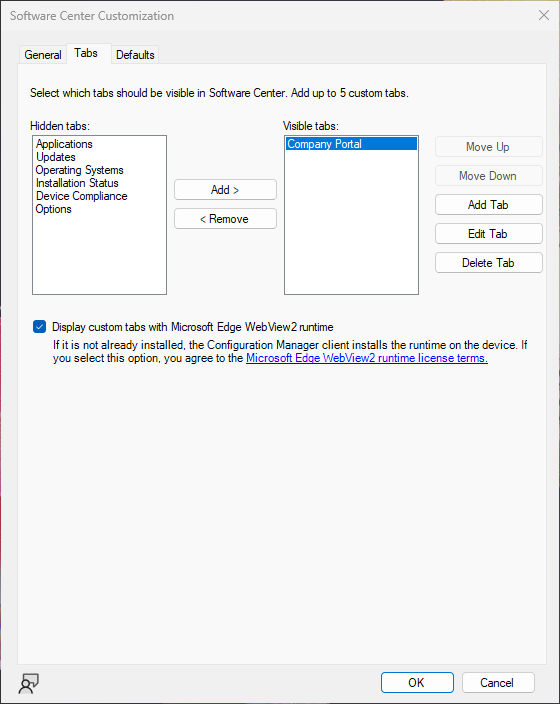 Software Center Customization
General
Tabs
Defaults
Select which tabs should be visible in Software Center. Add up to 5 custom tabs.
Hidden tabs:
Applications
Updates
Operating Systems
Installation Status
Device Compliance
Options
Add >
< Remove
Visible tabs:
Company Portal
Move Up
Move Down
Add Tab
Edit Tab
Delete Tab
Display custom tabs with Microsoft Edge WebView2 runtime
If it is not already installed, the Configuration Manager client installs the runtime on the device. If
you select this option, you agree to the Microsoft Edge WebView2 runtime license terms.
OK
Cancel